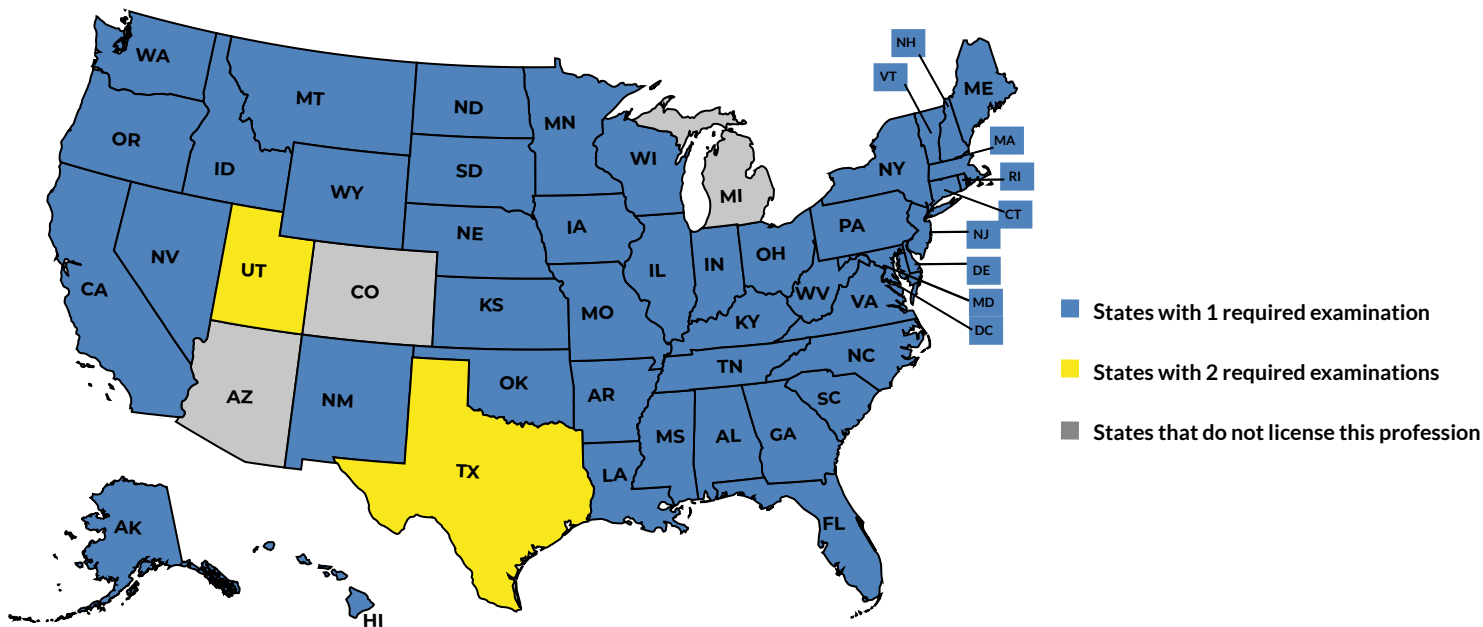 WA
MT
ND
MN
OR
ID
SD
WI
WY
MI
NY
ME
NH
VT
MA
RI
CT
NJ
DE
MD
DC
NE
IA
PA
NV
UT
CO
IL
IN
OH
CA
KS
MO
WV
VA
KY
AZ
NM
OK
AR
TN
NC
SC
TX
LA
MS
AL
GA
FL
AK
HI
States with 1 required examination
States with 2 required examinations
States that do not license this profession